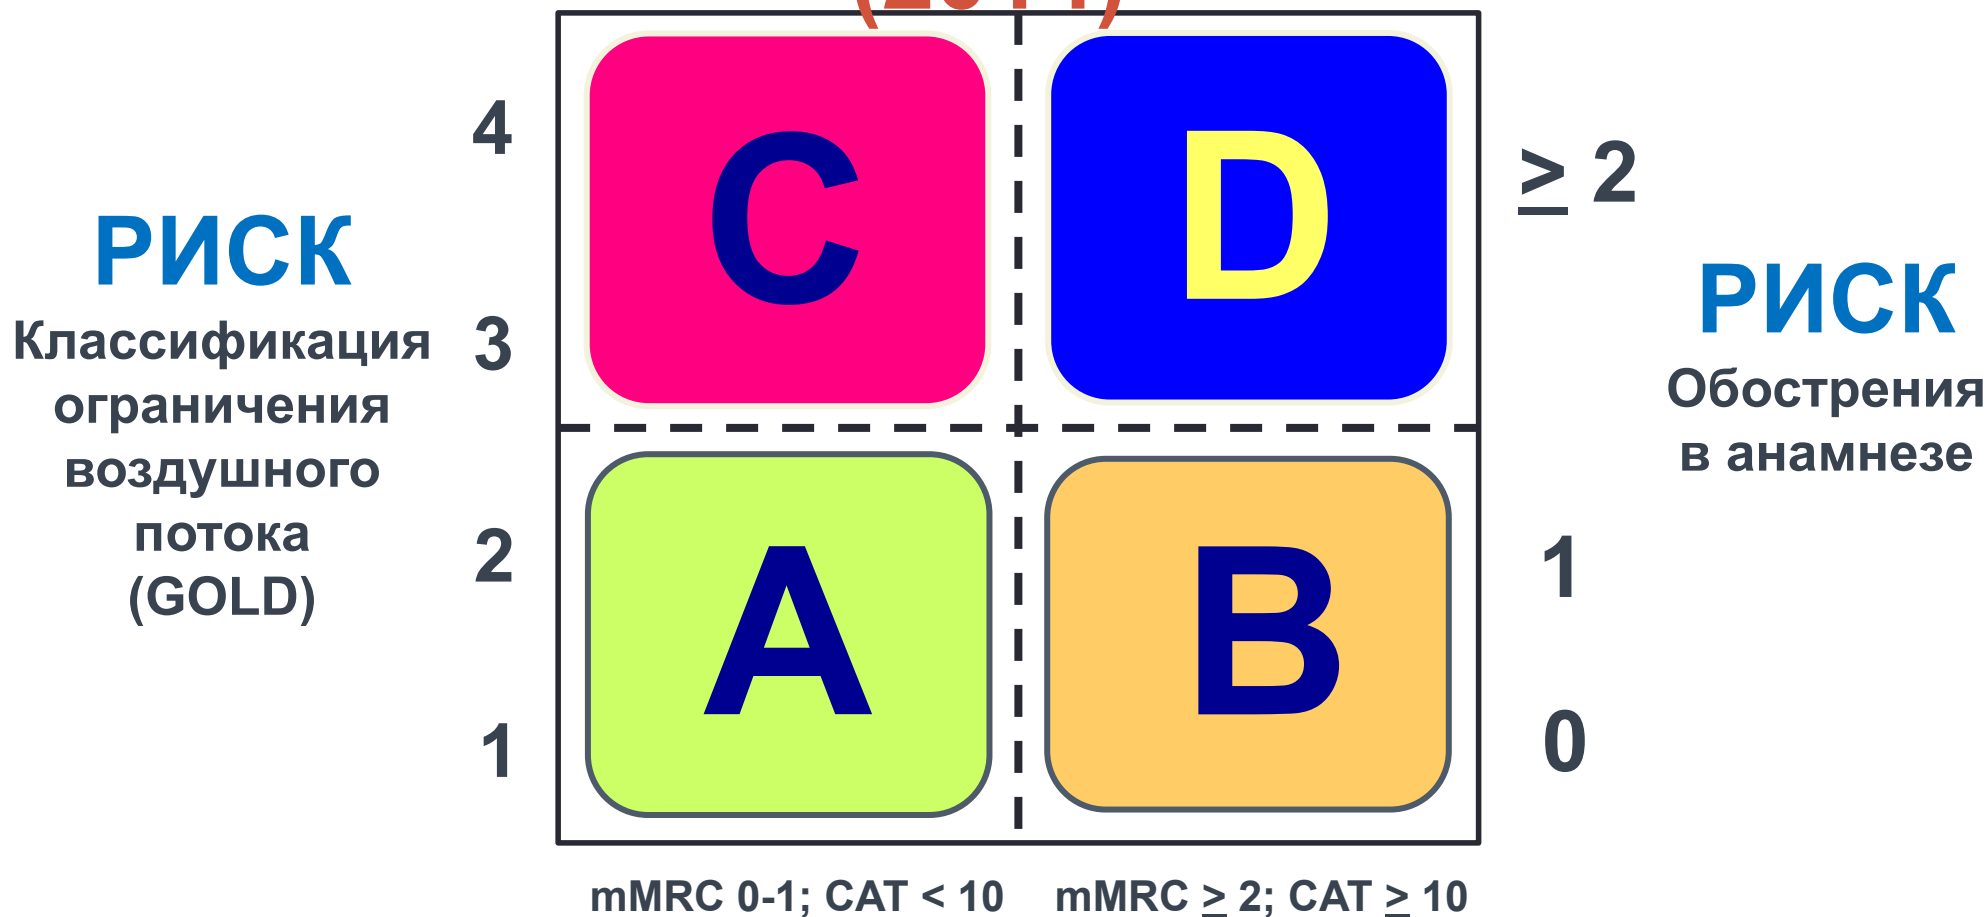 4
C
D
≥ 2
РИСК
РИСК
Классификация
3
ограничения
Обострения
воздушного
в анамнезе
потока
2
1
(GOLD)
A
B
1
0
mMRC 0-1; CAT < 10
mMRC ≥ 2; CAT ≥ 10